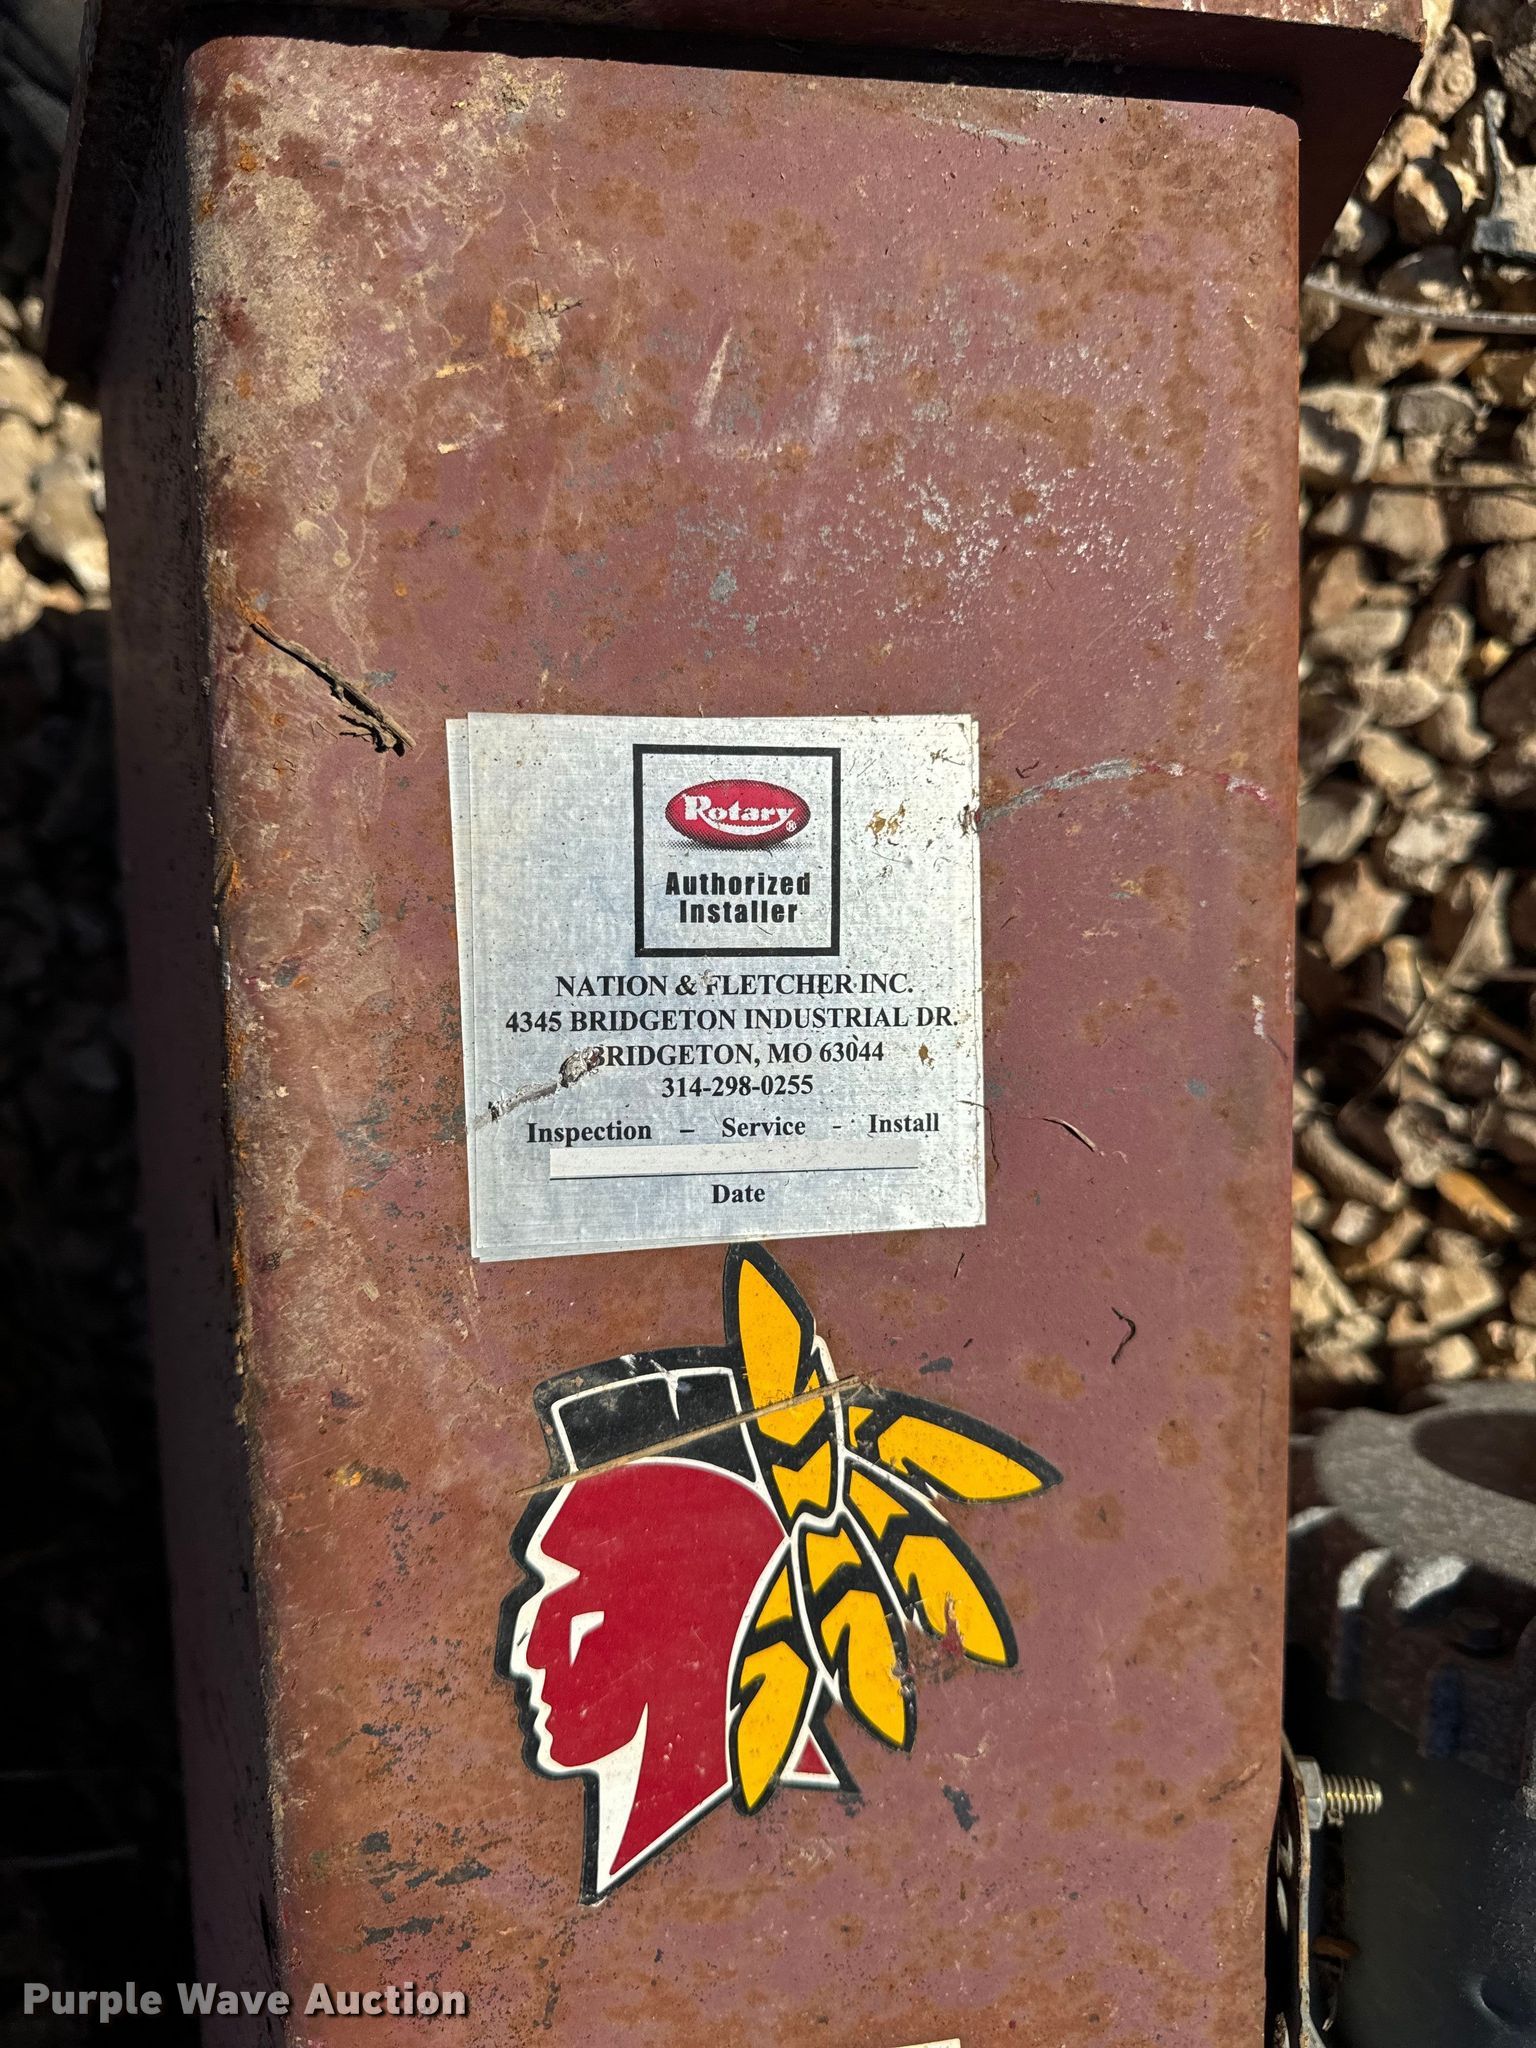 Rotary®
Authorized
Installer
NATION & FLETCHER INC.
4345 BRIDGETON INDUSTRIAL DR.
BRIDGETON, MO 63044
314-298-0255
Inspection – Service - Install
Date
Purple Wave Auction